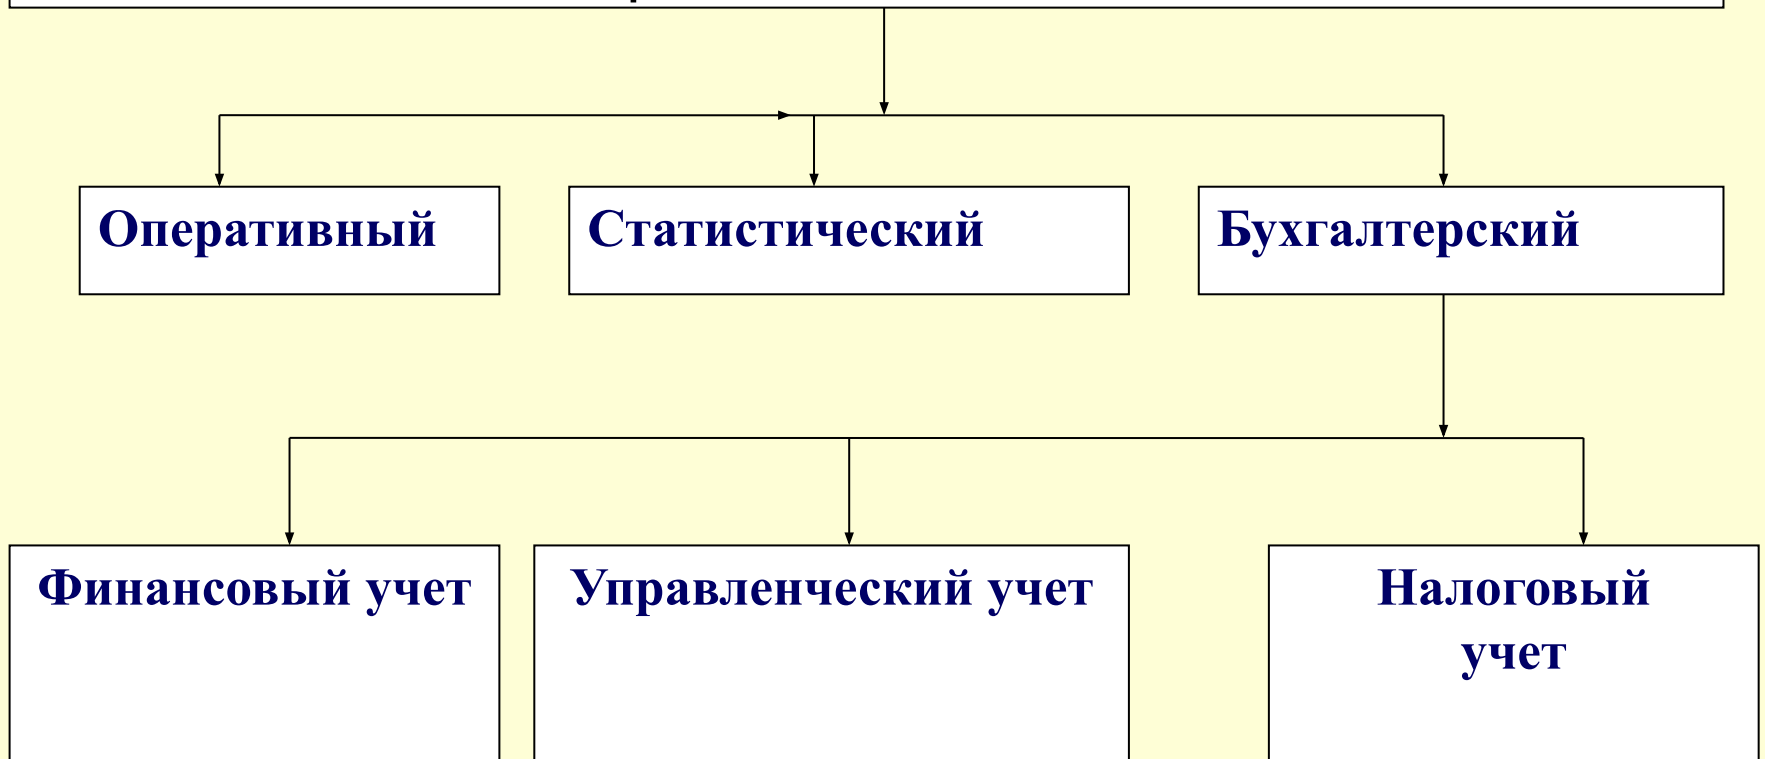 Оперативный
Статистический
Бухгалтерский
Финансовый учет
Управленческий учет
Налоговый
учет